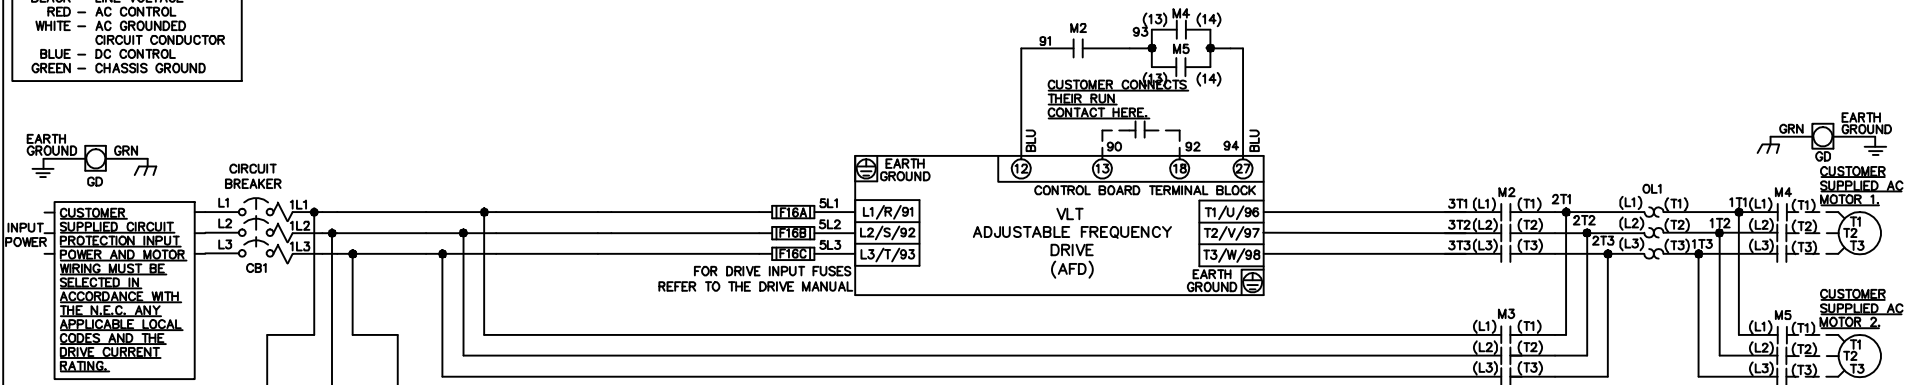 RED – AC CONTROL
WHITE – AC GROUNDED
CIRCUIT CONDUCTOR
BLUE – DC CONTROL
GREEN – CHASSIS GROUND
(13) M4 (14)
91 M2 93
M5
(13) (14)
CUSTOMER CONNECTS
THEIR RUN
CONTACT HERE.
BLU 90 92 94 BLU
12 13 18 27
CONTROL BOARD TERMINAL BLOCK
EARTH
GROUND
GRN
GD
CIRCUIT
BREAKER
INPUT
POWER
CUSTOMER
SUPPLIED CIRCUIT
PROTECTION INPUT
POWER AND MOTOR
WIRING MUST BE
SELECTED IN
ACCORDANCE WITH
THE N.E.C. ANY
APPLICABLE LOCAL
CODES AND THE
DRIVE CURRENT
RATING.
L1 1L1
L2 1L2
L3 1L3
CB1
F16A 5L1
F16B 5L2
F16C 5L3
FOR DRIVE INPUT FUSES
REFER TO THE DRIVE MANUAL
EARTH
GROUND
L1/R/91
L2/S/92
L3/T/93
VLT
ADJUSTABLE FREQUENCY
DRIVE
(AFD)
T1/U/96
T2/V/97
T3/W/98
EARTH
GROUND
M2
3T1 (L1) (T1) 2T1
3T2 (L2) (T2) 2T2
3T3 (L3) (T3) 2T3
OL1
(L1) (T1) 1T1
(L2) (T2) 1T2
(L3) (T3) 1T3
M4
(L1) (T1)
(L2) (T2)
(L3) (T3)
T1
T2
T3
GRN
EARTH
GROUND
GD
CUSTOMER
SUPPLIED AC
MOTOR 1.
M3
(L1) (T1)
(L2) (T2)
(L3) (T3)
M5
(L1) (T1)
(L2) (T2)
(L3) (T3)
CUSTOMER
SUPPLIED AC
MOTOR 2.
T1
T2
T3